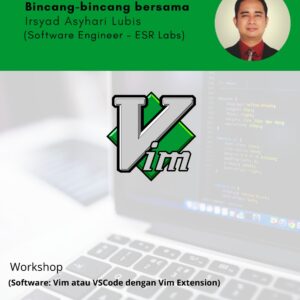 Bincang-bincang bersama
Irsyad Asyhari Lubis
(Software Engineer - ESR Labs)
Vim
Workshop
(Software: Vim atau VSCode dengan Vim Extension)